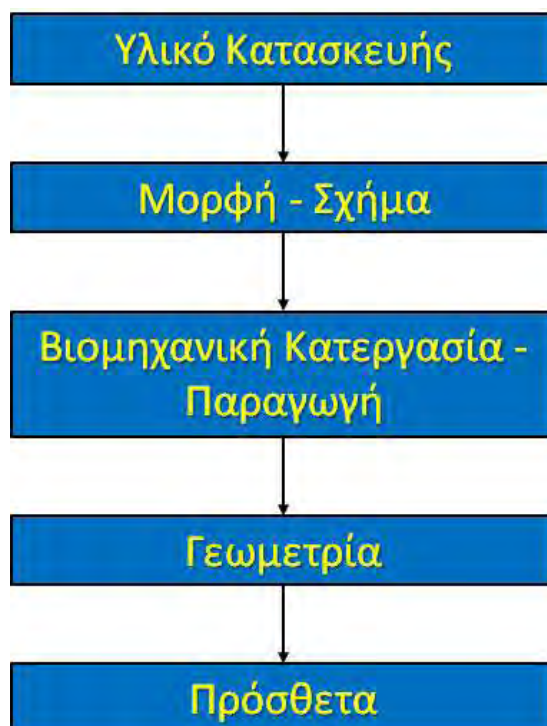 Υλικό Κατασκευής
Μορφή - Σχήμα
Βιομηχανική Κατεργασία -
Παραγωγή
Γεωμετρία
Πρόσθετα